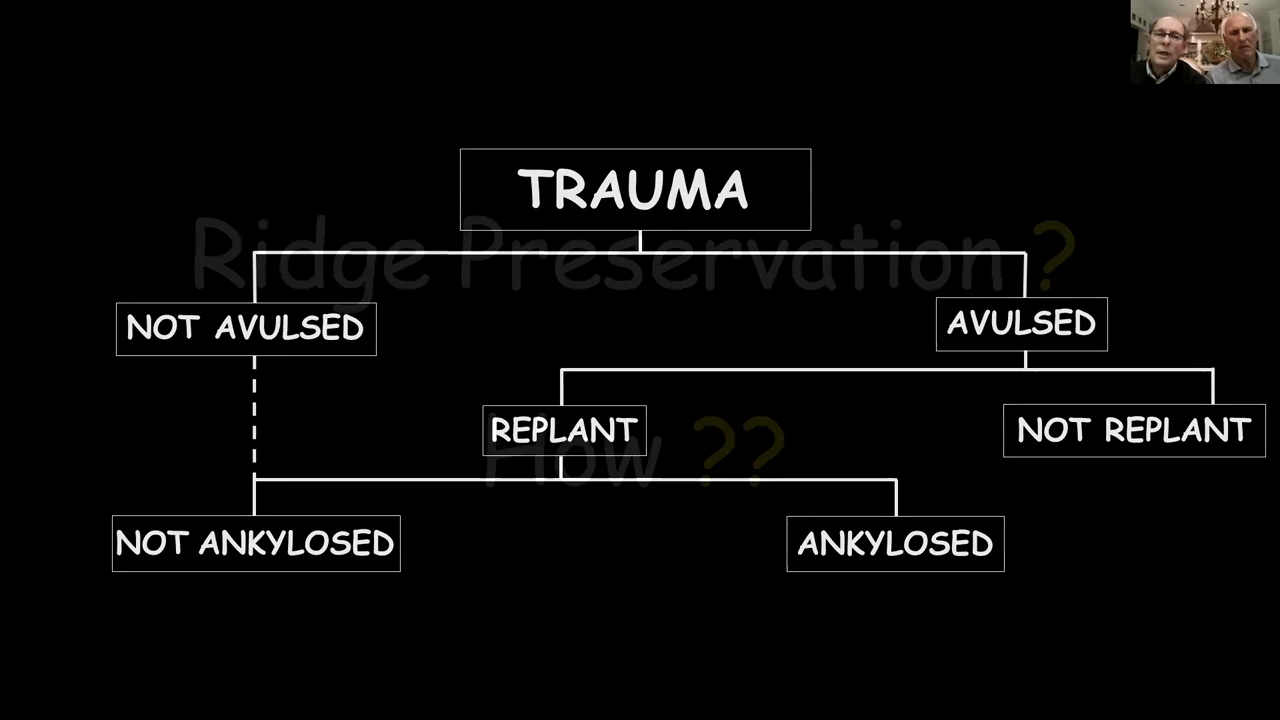 TRAUMA
Ridge Preservation ?
NOT AVULSED
AVULSED
REPLANT
NOT REPLANT
How ??
NOT ANKYLOSED
ANKYLOSED